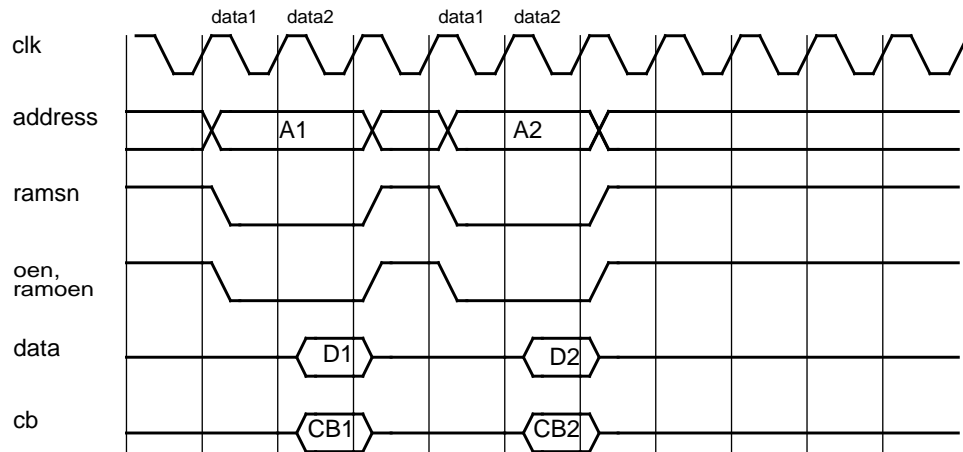 data1 data2 data1 data2
clk
address
A1 A2
ramsn
oen,
ramoen
data
D1 D2
cb
CB1 CB2